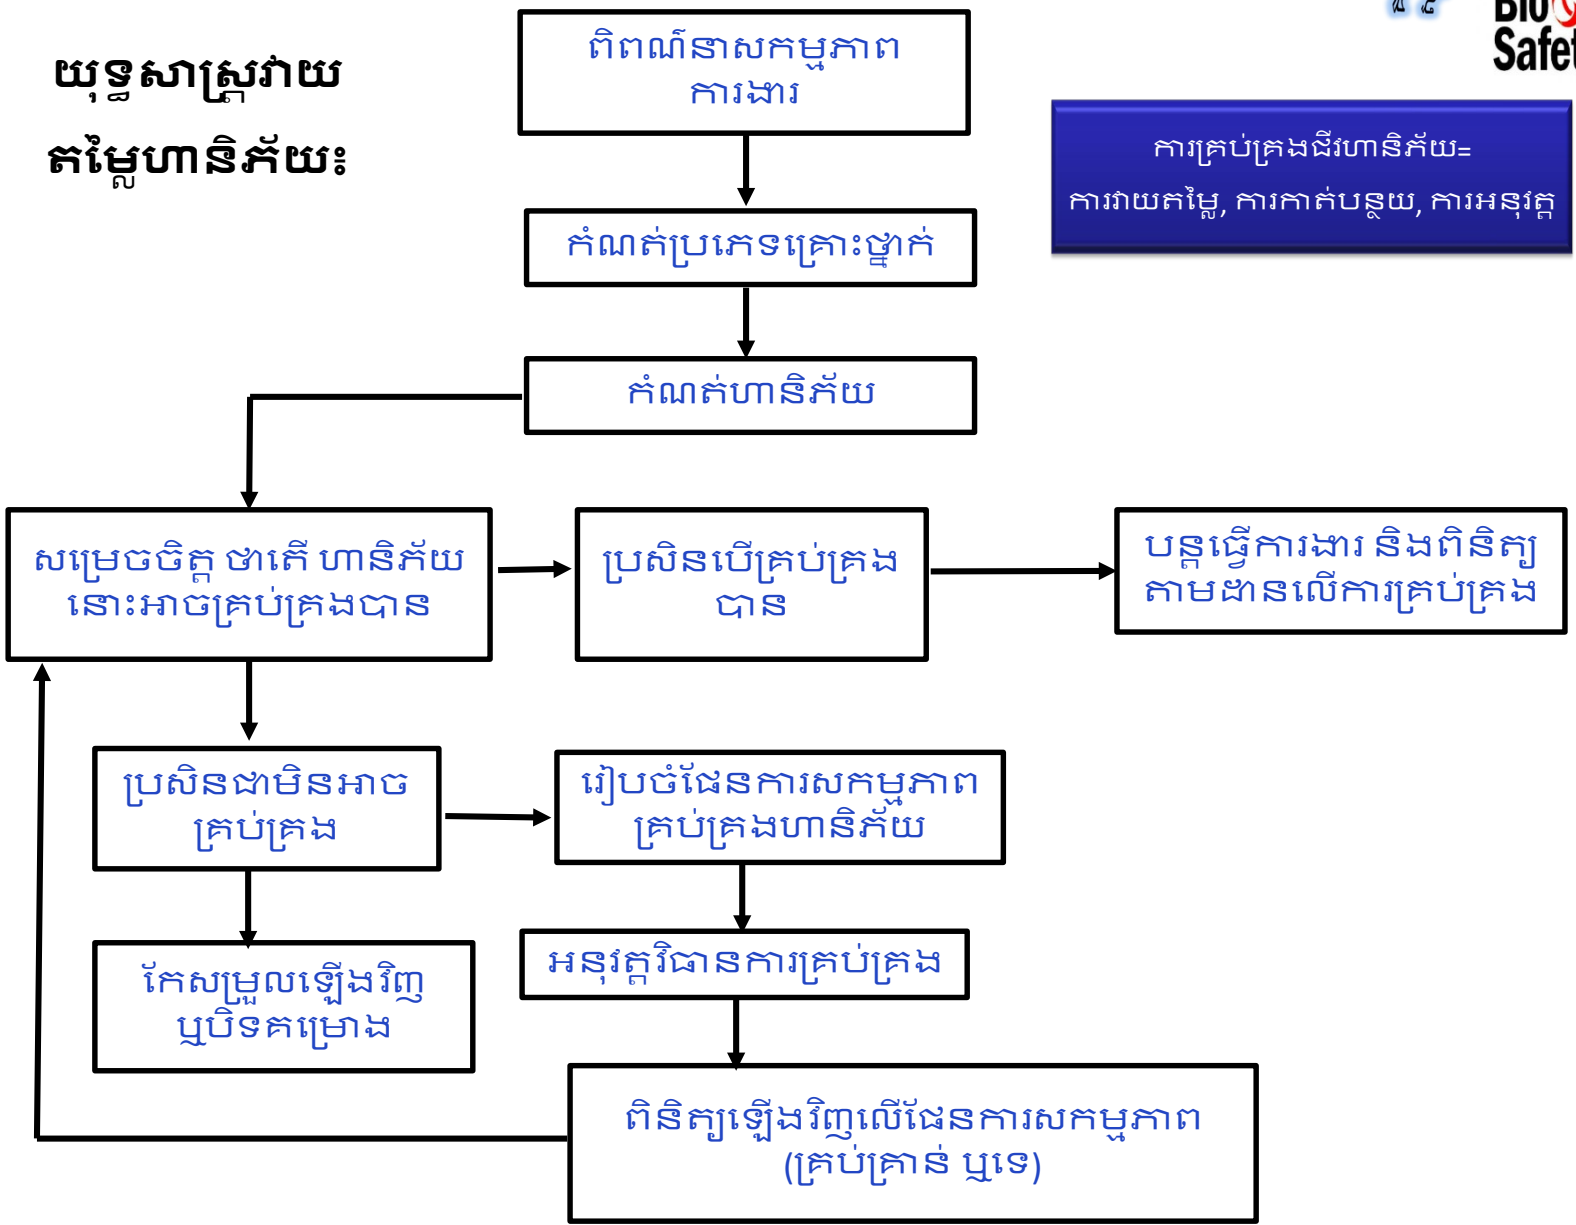 យុទ្ធសាស្ត្រវាយ
តម្លៃហានិភ័យ៖
ពិពណ៌នាសកម្មភាព
ការងារ
Bio
Safet
ការគ្រប់គ្រងជីវហានិភ័យ=
ការវាយតម្លៃ, ការកាត់បន្ថយ, ការអនុវត្ត
កំណត់ប្រភេទគ្រោះថ្នាក់
កំណត់ហានិភ័យ
សម្រេចចិត្ត ថាតើ ហានិភ័យ
នោះអាចគ្រប់គ្រងបាន
ប្រសិនបើគ្រប់គ្រង
បាន
បន្តធ្វើការងារ និងពិនិត្យ
តាមដានលើការគ្រប់គ្រង
ប្រសិនជាមិនអាច
គ្រប់គ្រង
រៀបចំផែនការសកម្មភាព
គ្រប់គ្រងហានិភ័យ
កែសម្រួលឡើងវិញ
ឬបិទគម្រោង
អនុវត្តវិធានការគ្រប់គ្រង
ពិនិត្យឡើងវិញលើផែនការសកម្មភាព
(គ្រប់គ្រាន់ ឬទេ)